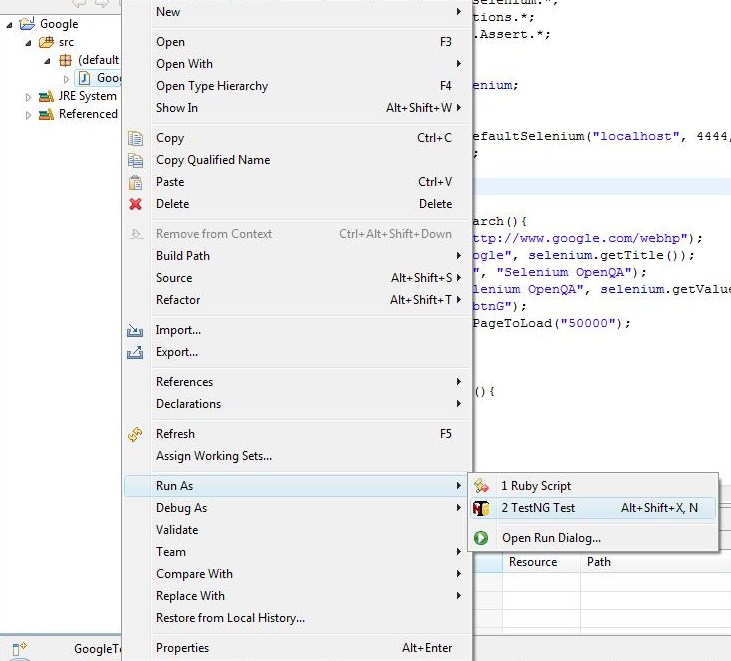 Google
src
(default
Goog
JRE System
Referenced
New
Open F3
Open With
Open Type Hierarchy F4
Show In Alt+Shift+W
Copy Ctrl+C
Copy Qualified Name
Paste Ctrl+V
Delete Delete
Remove from Context Ctrl+Alt+Shift+Down
Build Path
Source Alt+Shift+S
Refactor Alt+Shift+T
Import...
Export...
References
Declarations
Refresh F5
Assign Working Sets...
Run As
Debug As
Validate
Team
Compare With
Replace With
Restore from Local History...
Properties Alt+Enter
1 Ruby Script
2 TestNG Test Alt+Shift+X, N
Open Run Dialog...
selenium.*;
tions.*;
.Assert.*;
enium;
efaultSelenium("localhost", 4444,
;
arch(){
ttp://www.google.com/webhp");
ogle", selenium.getTitle());
", "Selenium OpenQA");
lenium OpenQA", selenium.getValue
btnG");
PageToLoad("50000");
(){
Resource Path
GoogleTe